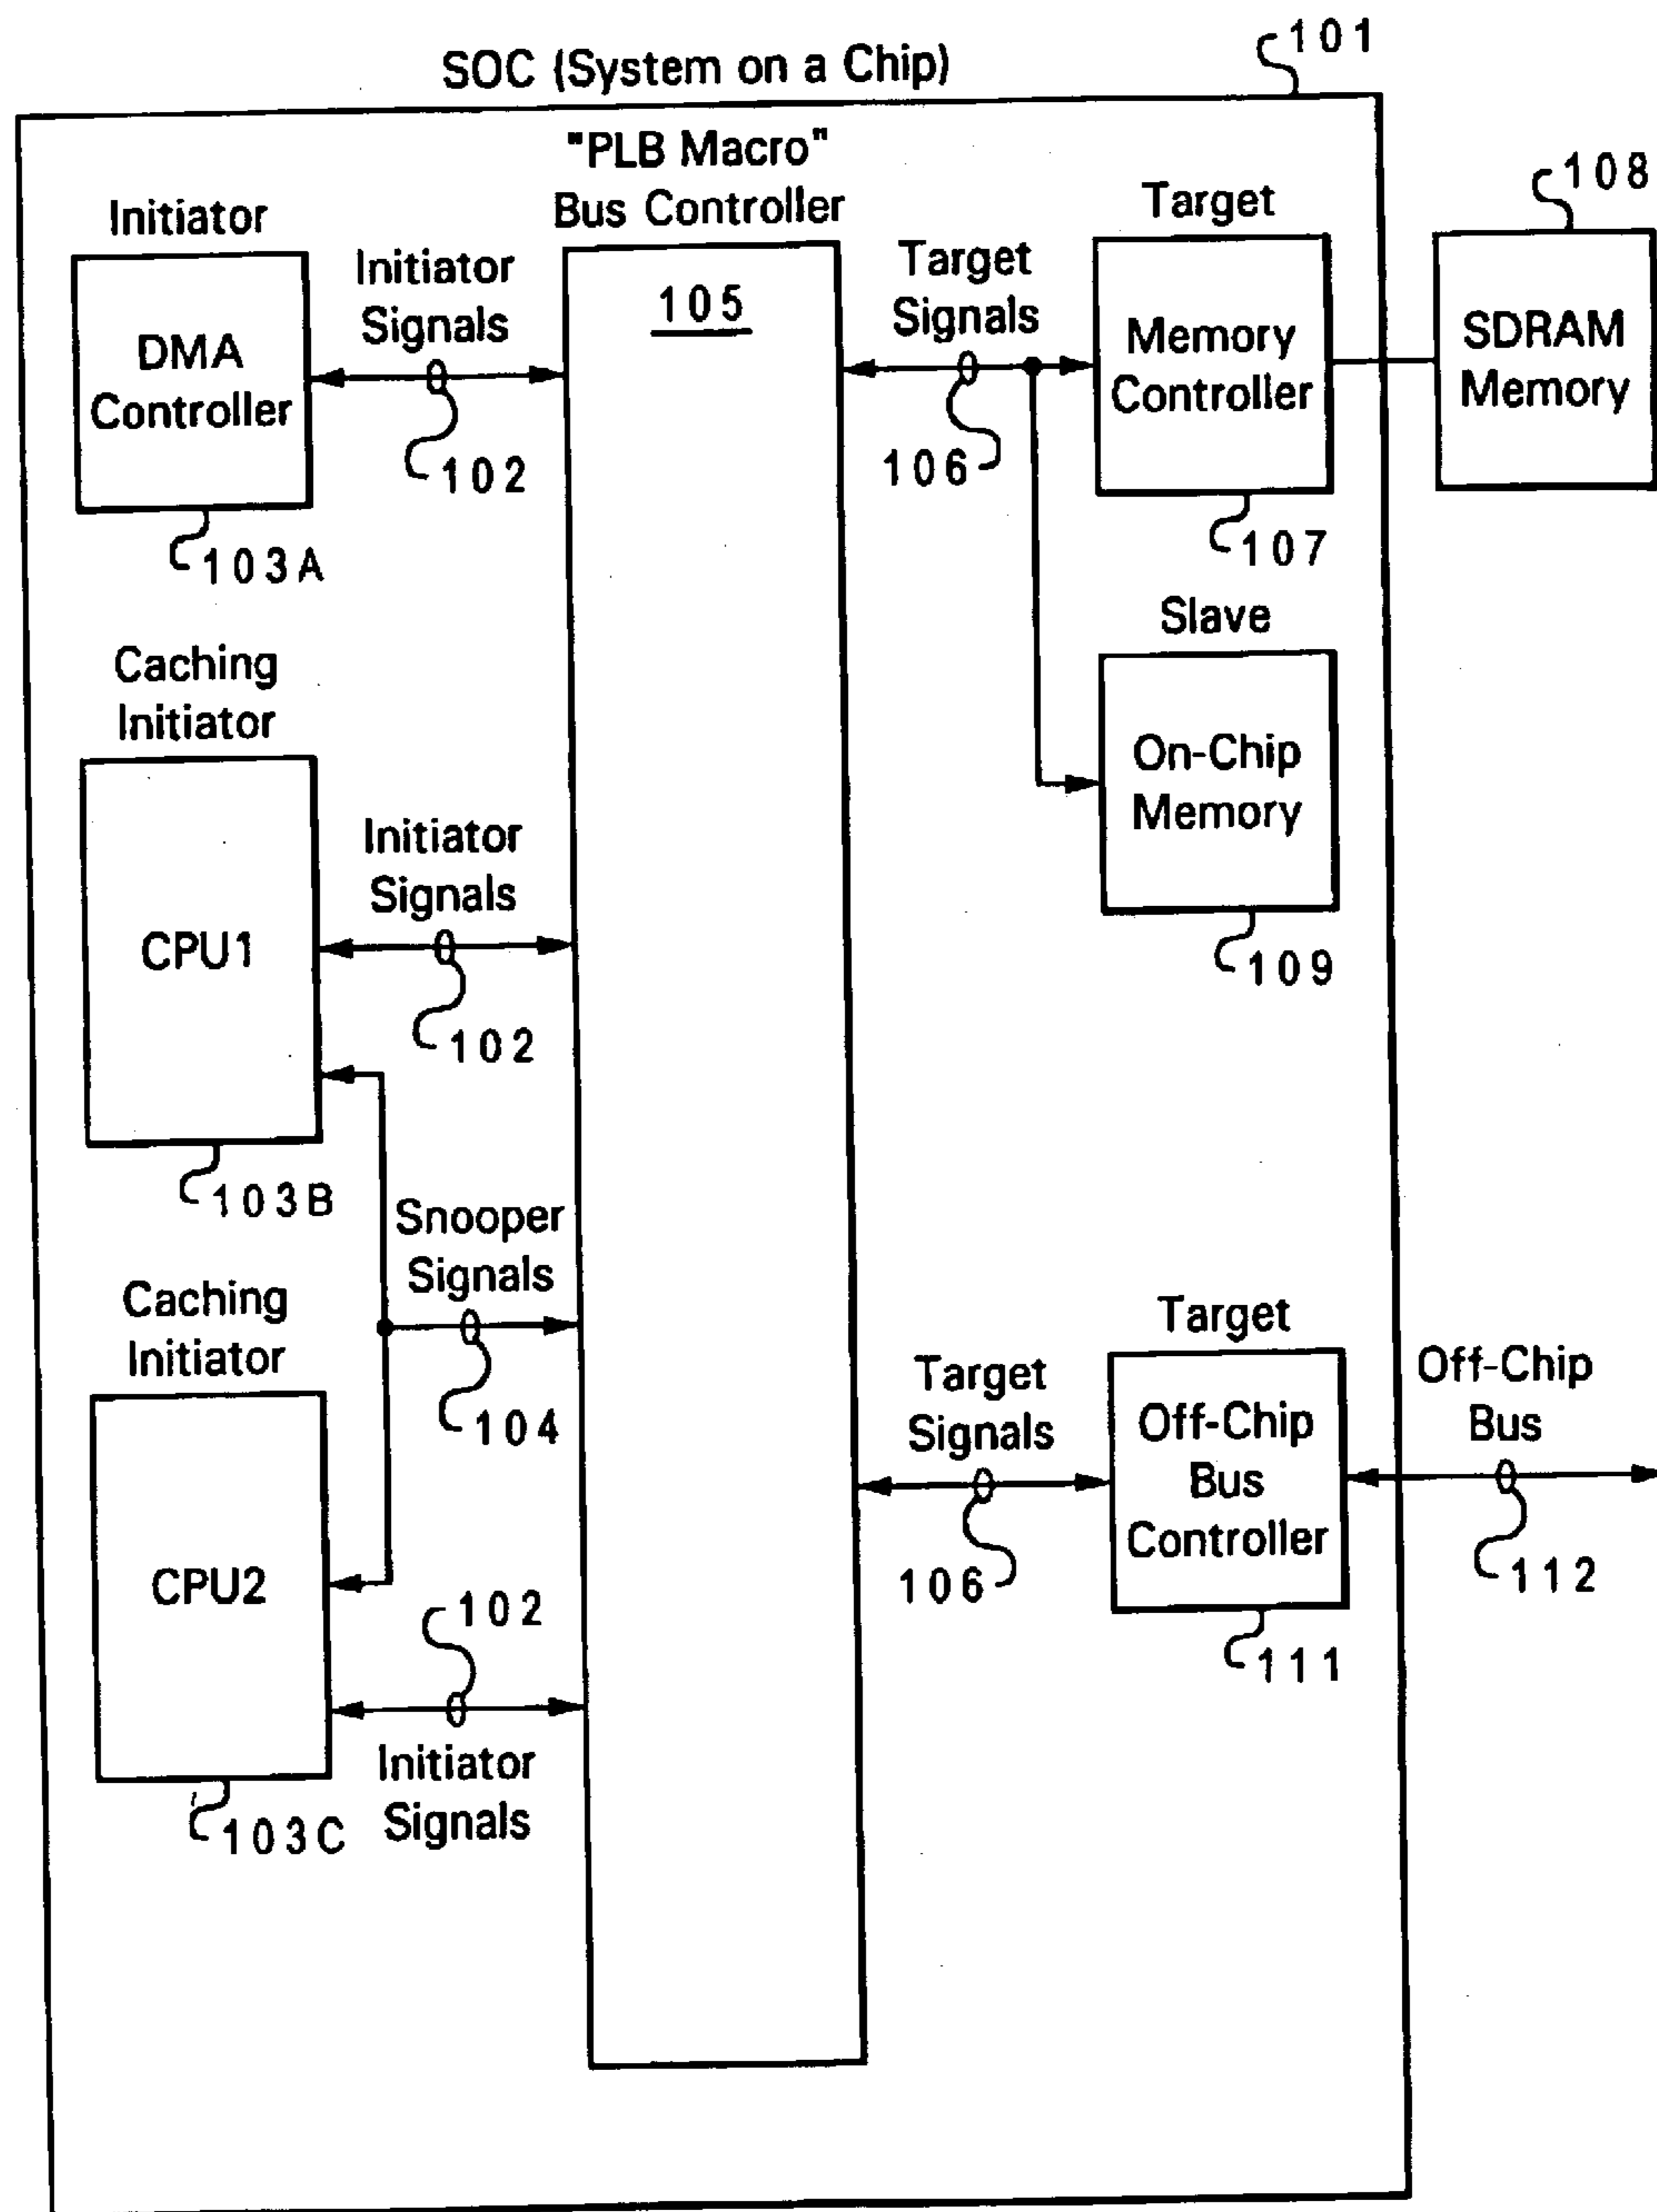 SOC (System on a Chip)
101
"PLB Macro"
Bus Controller
105
Initiator
DMA
Controller
103A
Initiator
Signals
102
Target
Signals
106
Target
Memory
Controller
107
108
SDRAM
Memory
Slave
On-Chip
Memory
109
Caching
Initiator
CPU1
103B
Initiator
Signals
102
Snooper
Signals
104
Caching
Initiator
CPU2
103C
102
Initiator
Signals
Target
Signals
106
Target
Off-Chip
Bus
Controller
111
Off-Chip
Bus
112